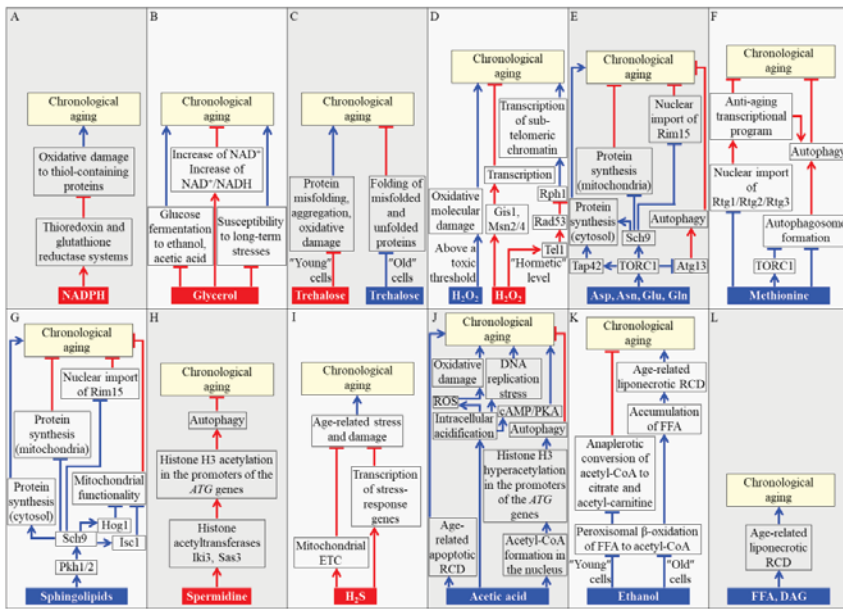 A
Chronological
aging
Oxidative damage
to thiol-containing
proteins
Thioredoxin and
glutathione
reductase systems
NADPH
B
Chronological
aging
Increase of NAD⁺
Increase of
NAD⁺/NADH
Glucose
fermentation
to ethanol,
acetic acid
Susceptibility
to long-term
stresses
Glycerol
C
Chronological
aging
Protein
misfolding,
aggregation,
oxidative
damage
Folding of
misfolded
and
unfolded
proteins
"Young"
cells
"Old"
cells
Trehalose
Trehalose
D
Chronological
aging
Transcription
of sub-
telomeric
chromatin
Transcription
Rph1
Oxidative
molecular
damage
Gis1,
Msn2/4
Rad53
Above a
toxic
threshold
Tel1
"Hormetic"
level
H₂O₂
H₂O₂
E
Chronological
aging
Nuclear
import of
Rim15
Protein
synthesis
(mitochondria)
Protein
synthesis
(cytosol)
Sch9
Autophagy
Tap42
TORC1
Atg13
Asp, Asn, Glu, Gln
F
Chronological
aging
Anti-aging
transcriptional
program
Autophagy
Nuclear import
of
Rtg1/Rtg2/Rtg3
Autophagosome
formation
TORC1
Methionine
G
Chronological
aging
Nuclear import of
Rim15
Protein
synthesis
(mitochondria)
Mitochondrial
functionality
Protein
synthesis
(cytosol)
Hog1
Sch9
Isc1
Pkh1/2
Sphingolipids
H
Chronological
aging
Autophagy
Histone H3 acetylation
in the promoters of the
ATG genes
Histone
acetyltransferases
Iki3, Sas3
Spermidine
I
Chronological
aging
Age-related stress
and damage
Transcription
of stress-
response
genes
Mitochondrial
ETC
H₂S
J
Chronological
aging
Oxidative
damage
DNA
replication
stress
ROS
cAMP/PKA
Intracellular
acidification
Autophagy
Histone H3
hyperacetylation
in the promoters
of the ATG
genes
Age-
related
apoptotic
RCD
Acetyl-CoA
formation in
the nucleus
Acetic acid
K
Chronological
aging
Age-related
liponecrotic RCD
Accumulation
of FFA
Anaplerotic
conversion of
acetyl-CoA to
citrate and
acetyl-carnitine
Peroxisomal β-oxidation
of FFA to acetyl-CoA
"Young"
cells
"Old"
cells
Ethanol
L
Chronological
aging
Age-related
liponecrotic
RCD
FFA, DAG